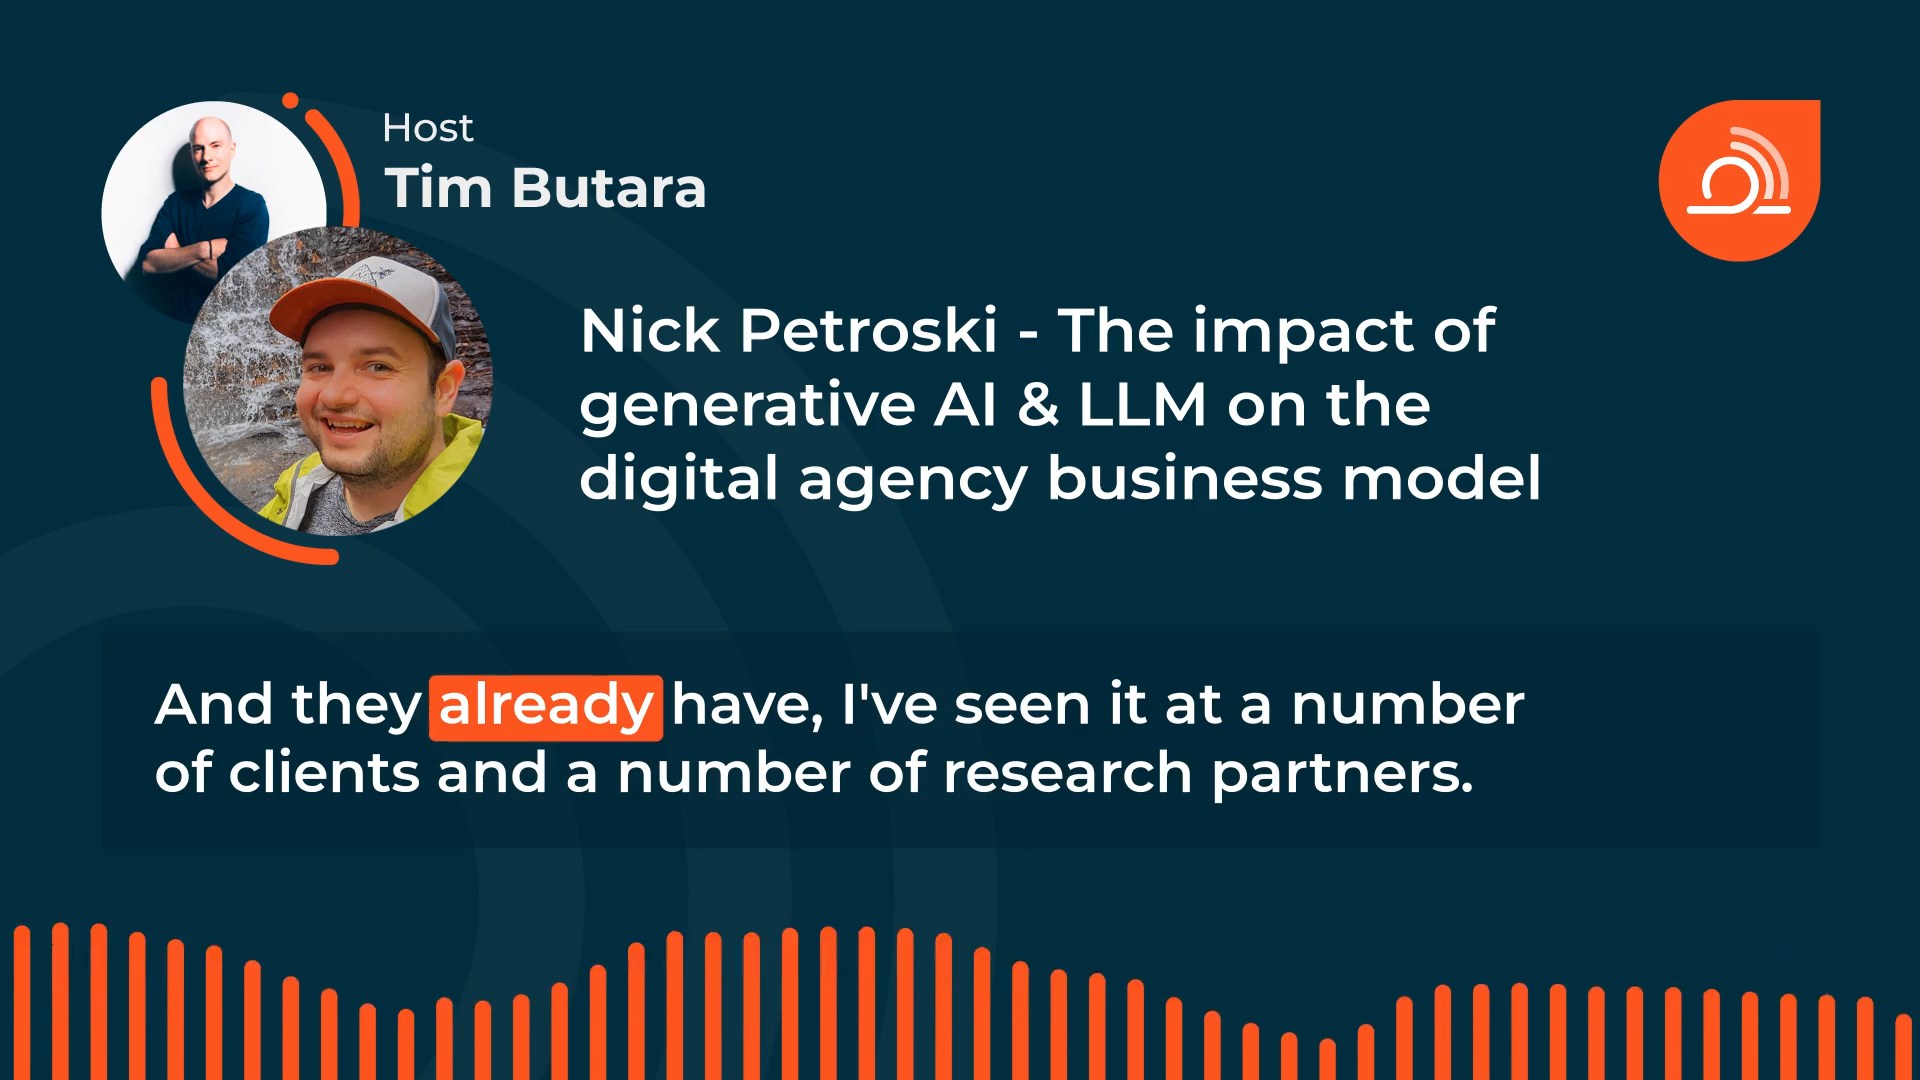 Host
Tim Butara
Nick Petroski - The impact of
generative AI & LLM on the
digital agency business model
And they already have, I've seen it at a number
of clients and a number of research partners.